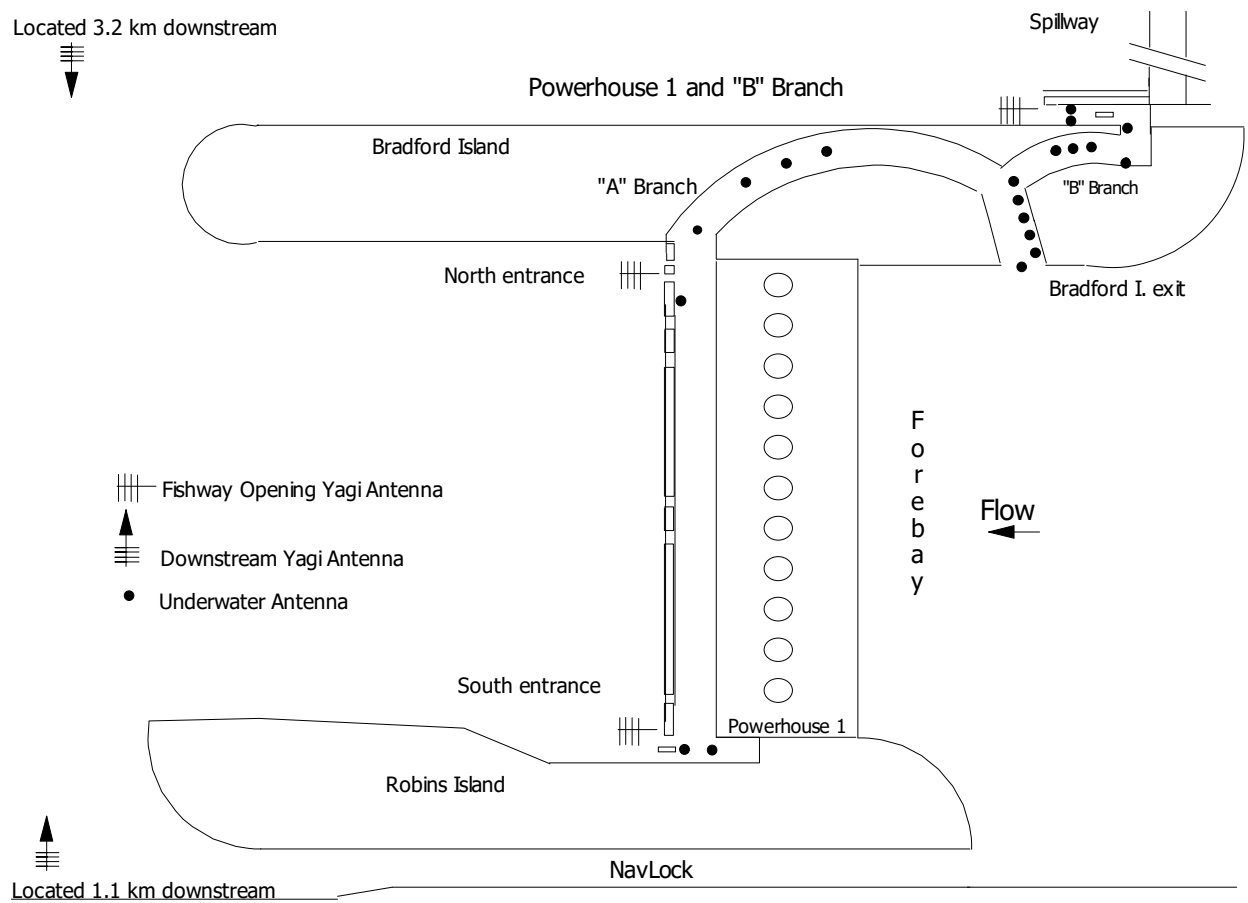 Located 3.2 km downstream
Spillway
Powerhouse 1 and "B" Branch
Bradford Island
"A" Branch
"B" Branch
North entrance
Bradford I. exit
Forebay
Flow
Fishway Opening Yagi Antenna
Downstream Yagi Antenna
Underwater Antenna
South entrance
Powerhouse 1
Robins Island
NavLock
Located 1.1 km downstream